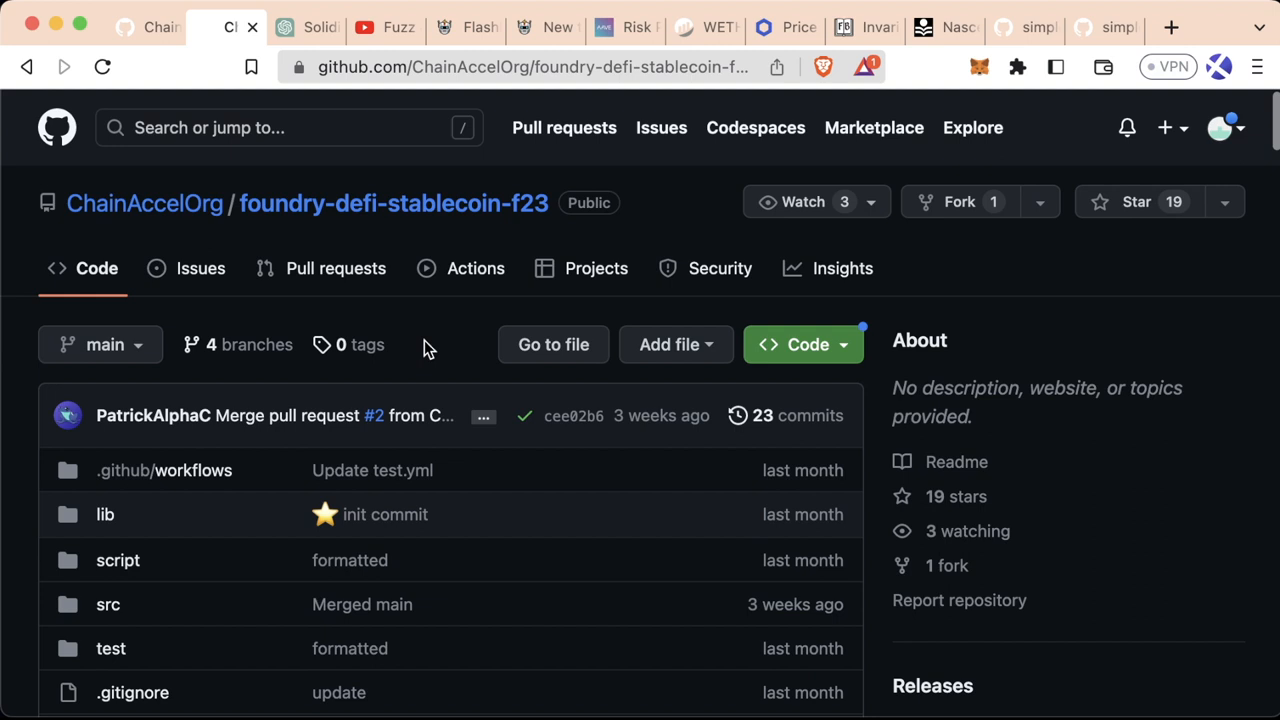 Chain
Cl
Solidi
Fuzz
Flash
New
Risk
WETH
Price
Invari
Nasc
simpl
simpl
github.com/ChainAccelOrg/foundry-defi-stablecoin-f...
1
VPN
Search or jump to...
/
Pull requests
Issues
Codespaces
Marketplace
Explore
ChainAccelOrg / foundry-defi-stablecoin-f23
Public
Watch 3
Fork 1
Star 19
Code
Issues
Pull requests
Actions
Projects
Security
Insights
main
4 branches
0 tags
Go to file
Add file
Code
About
No description, website, or topics
provided.
PatrickAlphaC Merge pull request #2 from C... ... cee02b6 3 weeks ago 23 commits
.github/workflows Update test.yml last month
lib init commit last month
script formatted last month
src Merged main 3 weeks ago
test formatted last month
.gitignore update last month
Readme
19 stars
3 watching
1 fork
Report repository
Releases